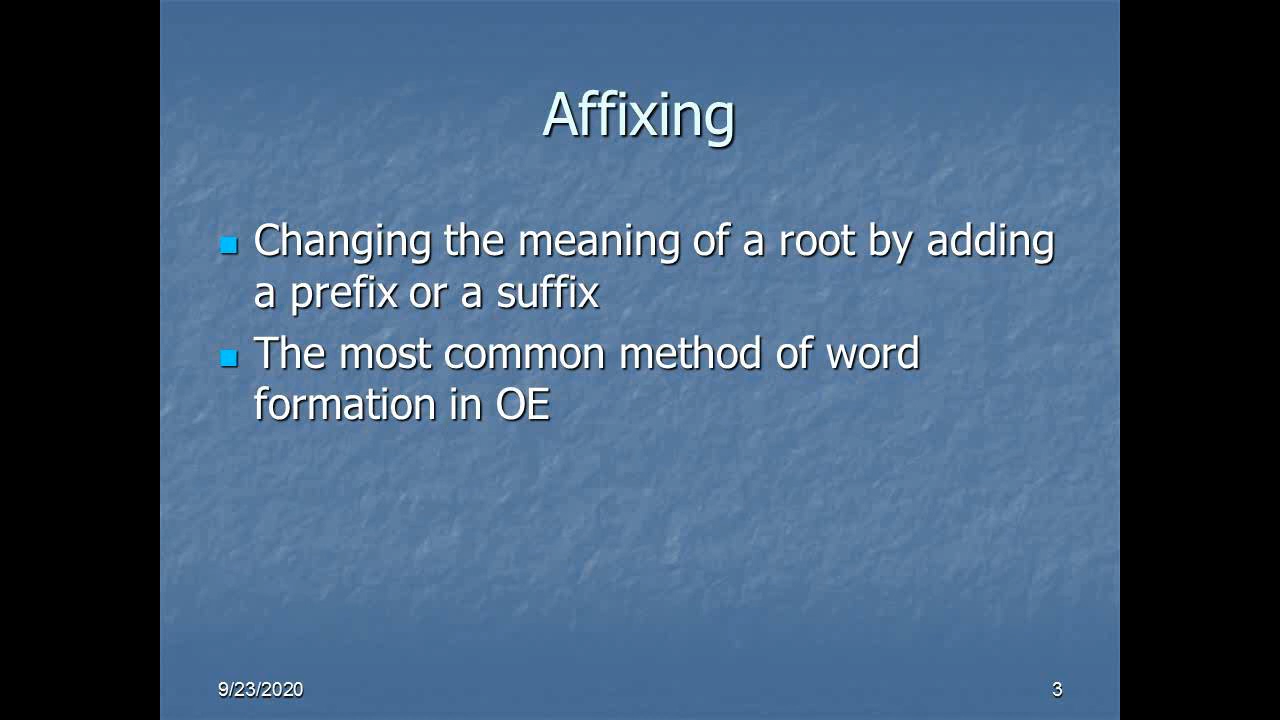 Affixing
Changing the meaning of a root by adding
a prefix or a suffix
The most common method of word
formation in OE
9/23/2020
3